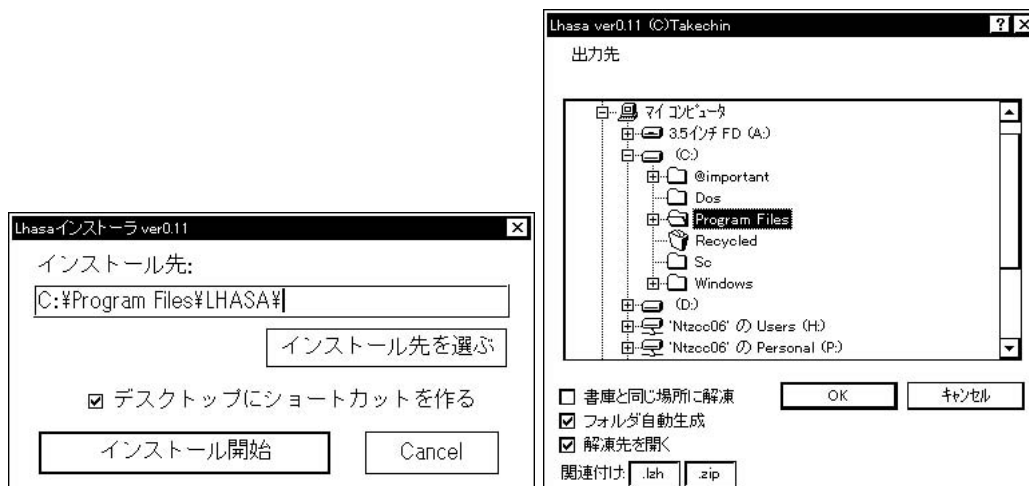 Lhasaインストーラ ver0.11
インストール先:
C:¥Program Files¥LHASA¥
インストール先を選ぶ
デスクトップにショートカットを作る
インストール開始 Cancel
Lhasa ver0.11 (C)Takechin
出力先
マイ コンピュータ
3.5インチ FD (A:)
(C:)
@important
Dos
Program Files
Recycled
Sc
Windows
(D:)
'Ntzcc06' の Users (H:)
'Ntzcc06' の Personal (P:)
書庫と同じ場所に解凍 OK キャンセル
フォルダ自動生成
解凍先を開く
関連付け: .lzh .zip